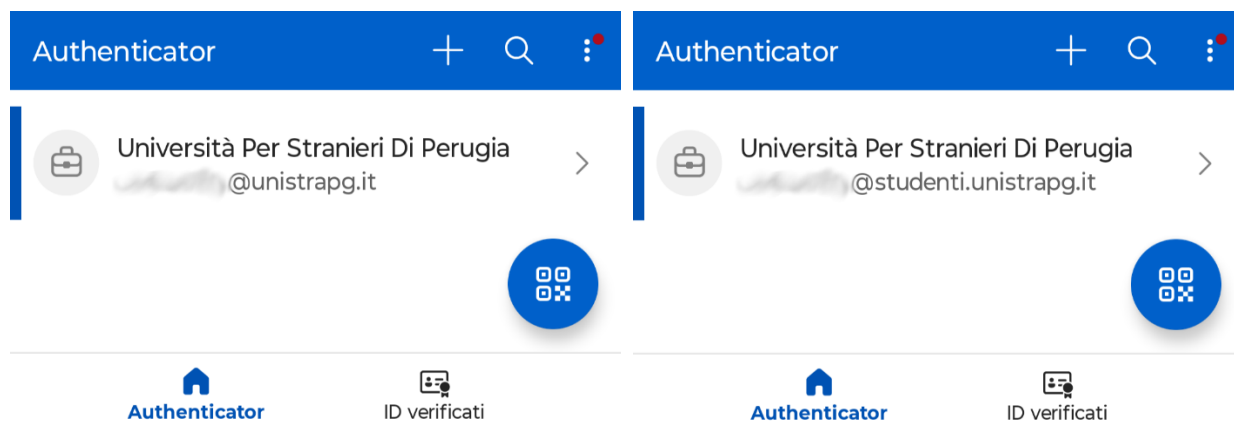 Authenticator
Università Per Stranieri Di Perugia
@unistrapg.it
Authenticator
ID verificati
Authenticator
Università Per Stranieri Di Perugia
@studenti.unistrapg.it
Authenticator
ID verificati